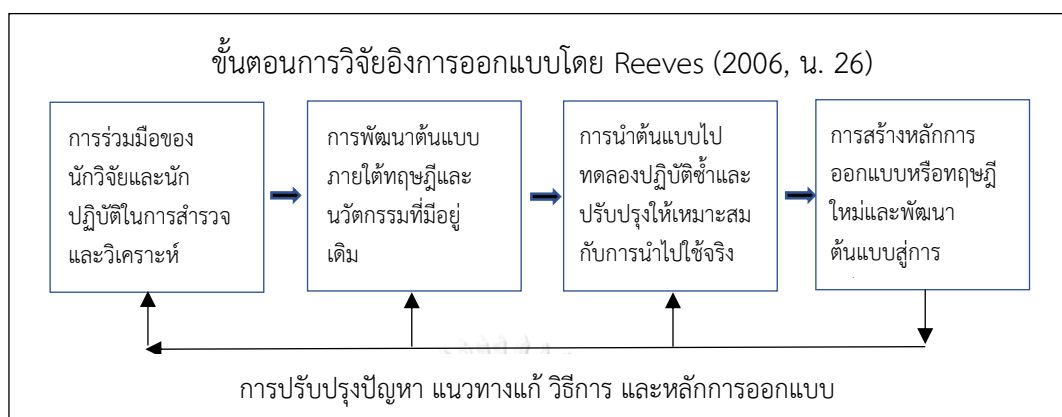 ขั้นตอนการวิจัยอิงการออกแบบโดย Reeves (2006, น. 26)
การร่วมมือของ
นักวิจัยและนัก
ปฏิบัติในการสำรวจ
และวิเคราะห์
การพัฒนาต้นแบบ
ภายใต้ทฤษฎีและ
นวัตกรรมที่มีอยู่
เดิม
การนำต้นแบบไป
ทดลองปฏิบัติซ้ำและ
ปรับปรุงให้เหมาะสม
กับการนำไปใช้จริง
การสร้างหลักการ
ออกแบบหรือทฤษฎี
ใหม่และพัฒนา
ต้นแบบสู่การ
การปรับปรุงปัญหา แนวทางแก้ วิธีการ และหลักการออกแบบ